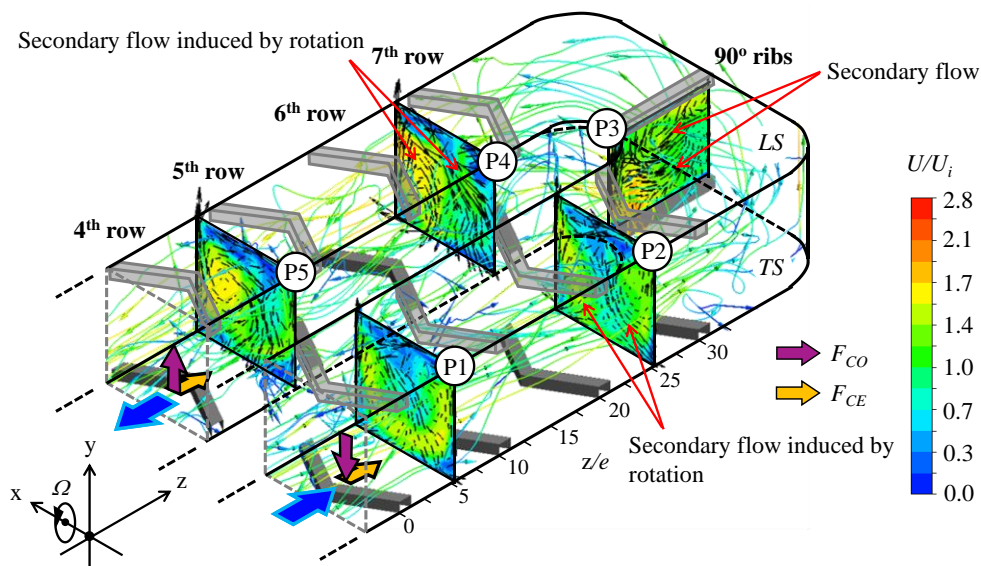 Secondary flow induced by rotation
7th row
90o ribs
Secondary flow
6th row
P3
LS
P4
5th row
U/Ui
2.8
4th row
P2
2.1
TS
P5
1.8
1.4
30
P1
FCO
1.0
25
FCE
0.7
20
15
Secondary flow induced by
rotation
0.3
z/e
10
0.0
5
0
y
x
Ω
z